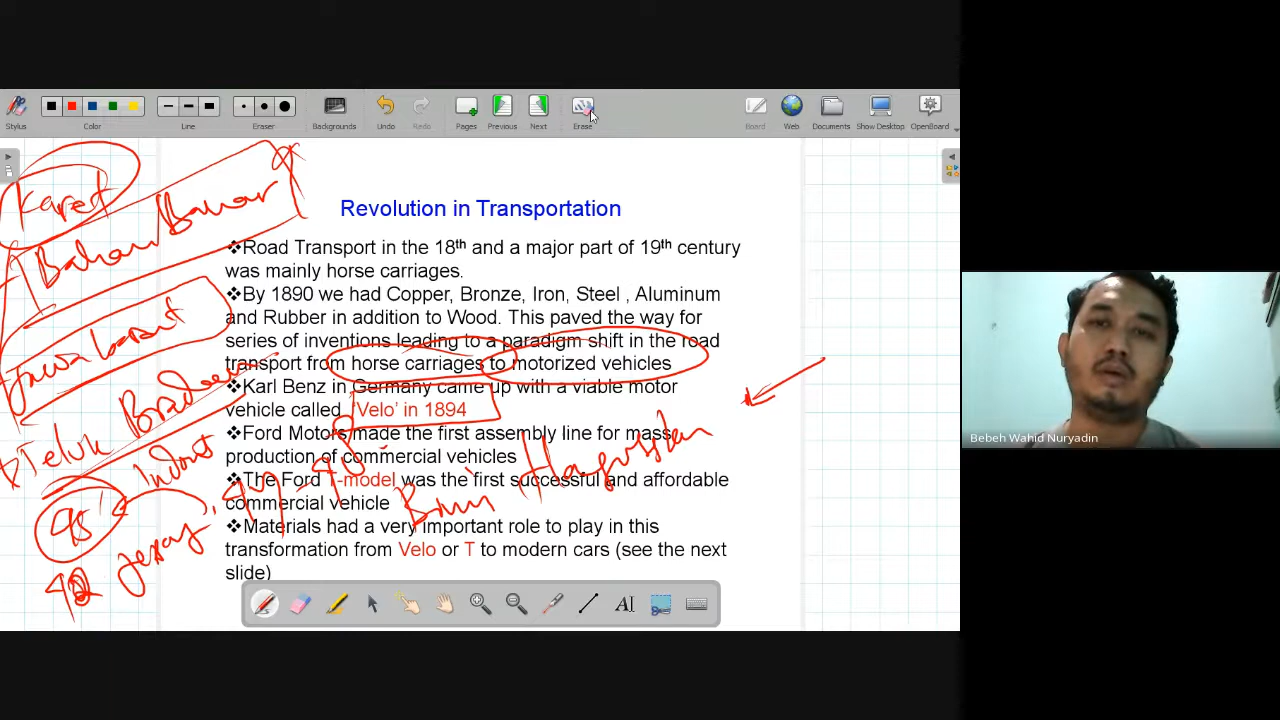 Stylus
Color
Line
Eraser
Backgrounds
Undo
Redo
Pages
Previous
Next
Erase
Board
Web
Documents
Show Desktop
OpenBoard
Karet
Bahan Bakar
Jawa barat
Teluk
Revolution in Transportation
❖Road Transport in the 18th and a major part of 19th century
was mainly horse carriages.
❖By 1890 we had Copper, Bronze, Iron, Steel , Aluminum
and Rubber in addition to Wood. This paved the way for
series of inventions leading to a paradigm shift in the road
transport from horse carriages to motorized vehicles
❖Karl Benz in Germany came up with a viable motor
vehicle called 'Velo' in 1894
❖Ford Motors made the first assembly line for mass
production of commercial vehicles
❖The Ford T-model was the first successful and affordable
commercial vehicle
❖Materials had a very important role to play in this
transformation from Velo or T to modern cars (see the next
slide)
45
Bumi
AI
Bebeh Wahid Nuryadin